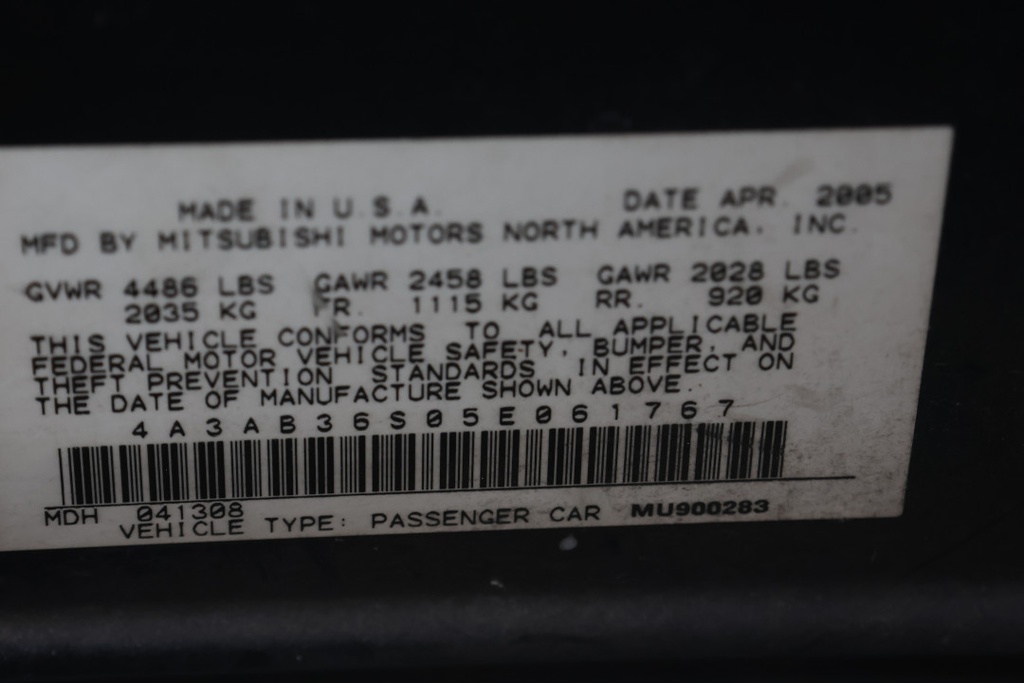 MADE IN U.S.A. DATE APR. 2005
MFD BY MITSUBISHI MOTORS NORTH AMERICA, INC.
GVWR 4486 LBS GAWR 2458 LBS GAWR 2028 LBS
2035 KG FR. 1115 KG RR. 920 KG
THIS VEHICLE CONFORMS TO ALL APPLICABLE
FEDERAL MOTOR VEHICLE SAFETY, BUMPER, AND
THEFT PREVENTION STANDARDS IN EFFECT ON
THE DATE OF MANUFACTURE SHOWN ABOVE.
4A3AB36S05E061767
MDH 041308
VEHICLE TYPE: PASSENGER CAR MU900283